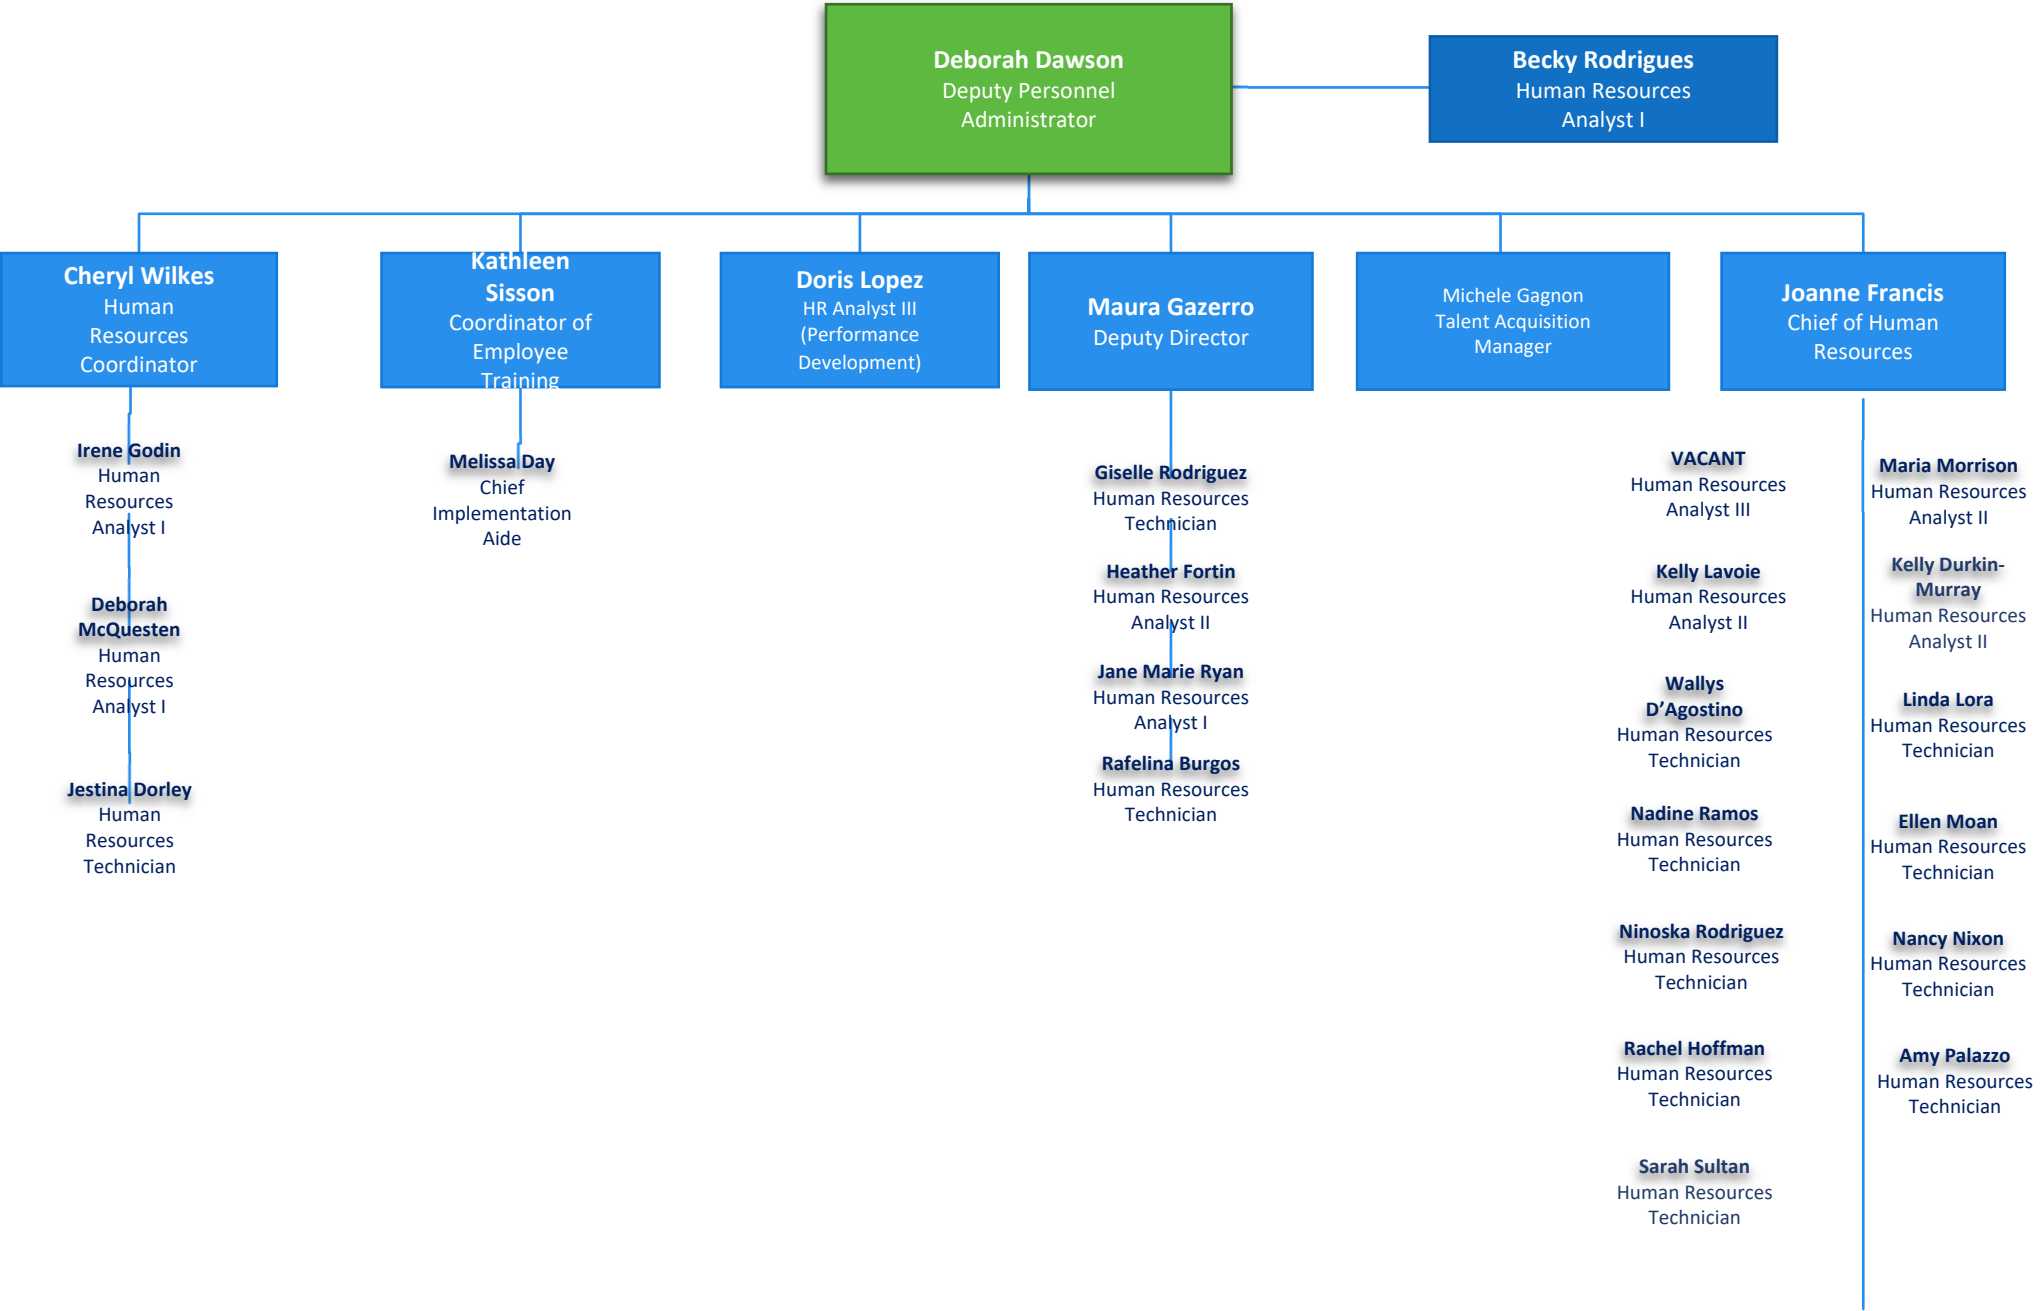 Deborah Dawson
Deputy Personnel
Administrator
Becky Rodrigues
Human Resources
Analyst I
Cheryl Wilkes
Human
Resources
Coordinator
Kathleen
Sisson
Coordinator of
Employee
Training
Doris Lopez
HR Analyst III
(Performance
Development)
Maura Gazerro
Deputy Director
Michele Gagnon
Talent Acquisition
Manager
Joanne Francis
Chief of Human
Resources
Irene Godin
Human
Resources
Analyst I
Deborah
McQuesten
Human
Resources
Analyst I
Jestina Dorley
Human
Resources
Technician
Melissa Day
Chief
Implementation
Aide
Giselle Rodriguez
Human Resources
Technician
Heather Fortin
Human Resources
Analyst II
Jane Marie Ryan
Human Resources
Analyst I
Rafelina Burgos
Human Resources
Technician
VACANT
Human Resources
Analyst III
Kelly Lavoie
Human Resources
Analyst II
Wallys
D’Agostino
Human Resources
Technician
Nadine Ramos
Human Resources
Technician
Ninoska Rodriguez
Human Resources
Technician
Rachel Hoffman
Human Resources
Technician
Sarah Sultan
Human Resources
Technician
Maria Morrison
Human Resources
Analyst II
Kelly Durkin-
Murray
Human Resources
Analyst II
Linda Lora
Human Resources
Technician
Ellen Moan
Human Resources
Technician
Nancy Nixon
Human Resources
Technician
Amy Palazzo
Human Resources
Technician